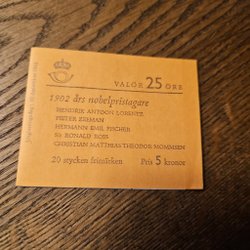 VALÖR 25 ÖRE
1902 års nobelpristagare
HENDRIK ANTOON LORENTZ
PIETER ZEEMAN
HERMANN EMIL FISCHER
Sir RONALD ROSS
CHRISTIAN MATTHIAS THEODOR MOMMSEN
20 stycken frimärken Pris 5 kronor